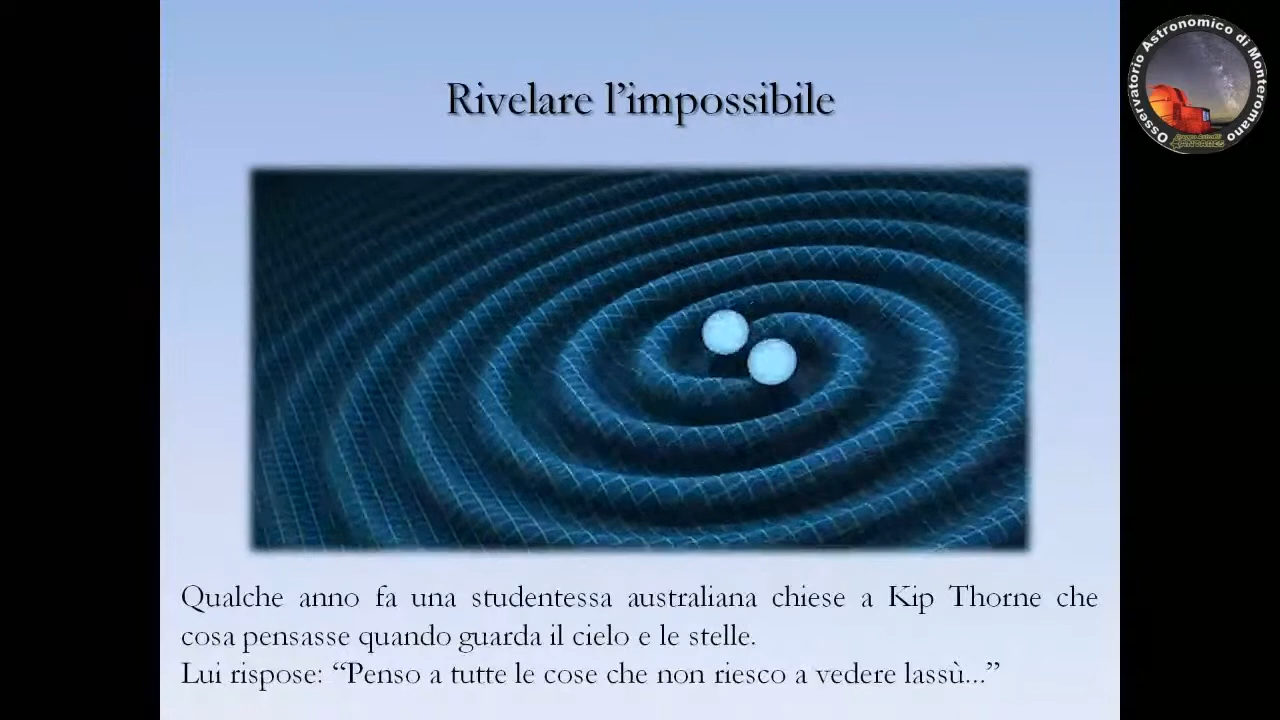 Rivelare l’impossibile
Osservatorio Astronomico di Monteromano
Qualche anno fa una studentessa australiana chiese a Kip Thorne che
cosa pensasse quando guarda il cielo e le stelle.
Lui rispose: “Penso a tutte le cose che non riesco a vedere lassù...”